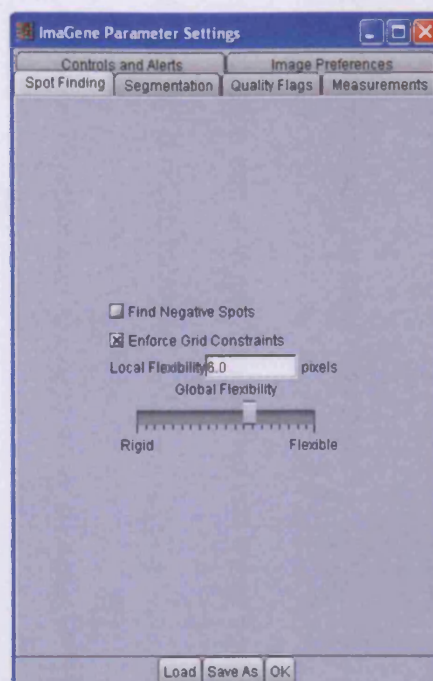 ImaGene Parameter Settings
Controls and Alerts Image Preferences
Spot Finding Segmentation Quality Flags Measurements
Find Negative Spots
Enforce Grid Constraints
Local Flexibility 6.0 pixels
Global Flexibility
Rigid Flexible
Load Save As OK